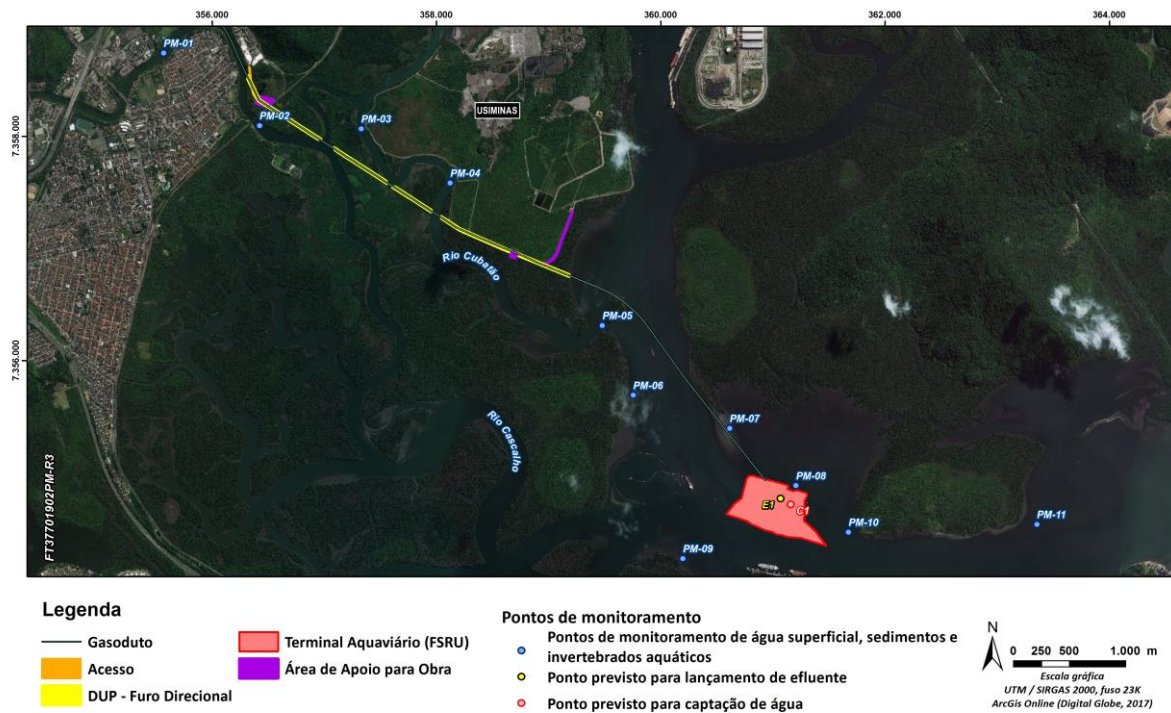 356.000
358.000
360.000
362.000
364.000
7.358.000
7.356.000
PM-01
PM-02
PM-03
PM-04
USIMINAS
Rio Cubatão
PM-05
PM-06
Rio Cascalho
PM-07
PM-08
E1
C1
PM-09
PM-10
PM-11
FT37701902PM-R3
Legenda
Gasoduto
Acesso
DUP - Furo Direcional
Terminal Aquaviário (FSRU)
Área de Apoio para Obra
Pontos de monitoramento
Pontos de monitoramento de água superficial, sedimentos e
invertebrados aquáticos
Ponto previsto para lançamento de efluente
Ponto previsto para captação de água
N
0 250 500 1.000 m
Escala gráfica
UTM / SIRGAS 2000, fuso 23K
ArcGis Online (Digital Globe, 2017)